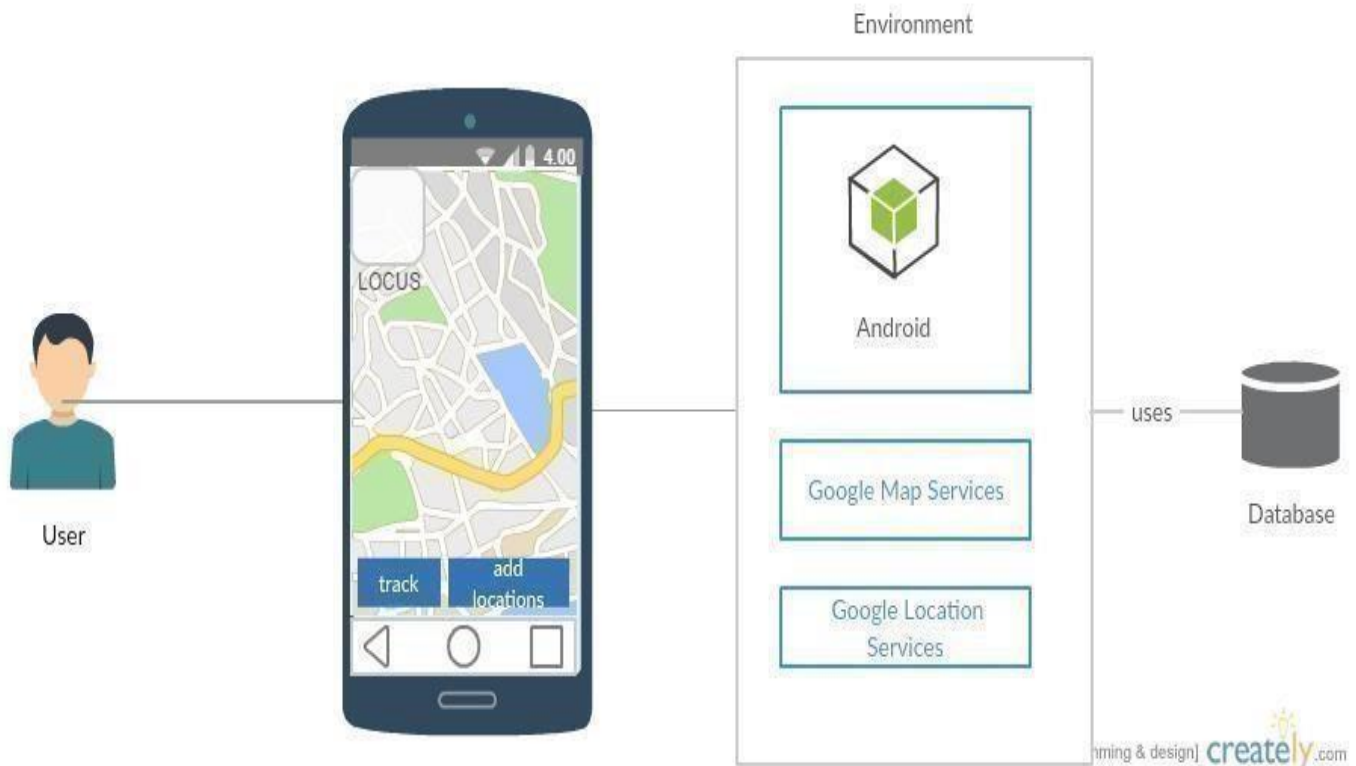 Environment
4.00
LOCUS
Android
uses
Google Map Services
Database
User
track
add
locations
Google Location
Services
& design] creately.com